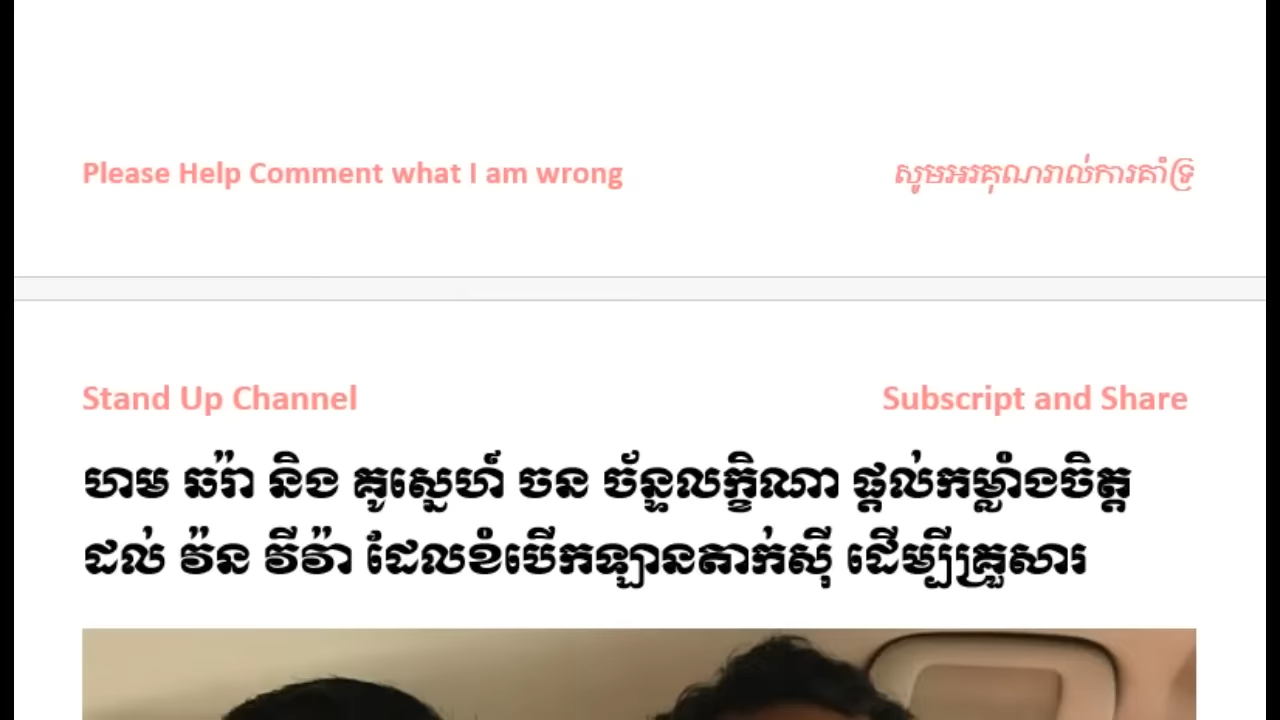 Please Help Comment what I am wrong សូមអរគុណរាល់ការគាំទ្រ
Stand Up Channel Subscript and Share
ហម ឆវ៉ា និង គូស្នេហ៍ ចន ច័ន្ទលក្ខិណា ផ្តល់កម្លាំងចិត្ត
ដល់ វ៉ន វីវ៉ា ដែលខំបើកឡានតាក់ស៊ី ដើម្បីគ្រួសារ